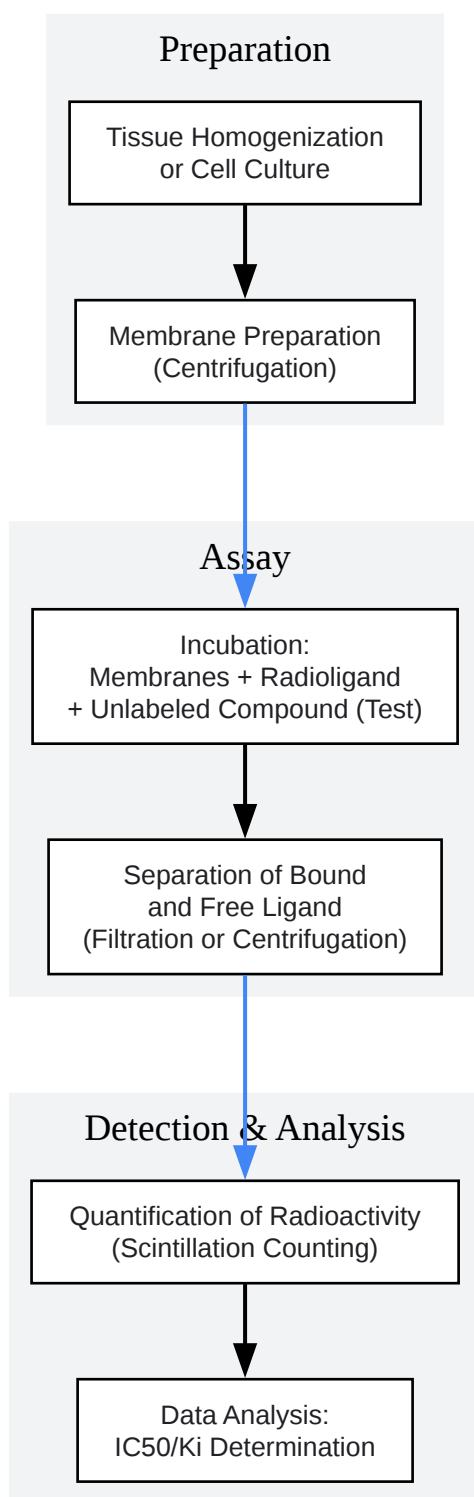 Preparation
Tissue Homogenization
or Cell Culture
Membrane Preparation
(Centrifugation)
Assay
Incubation:
Membranes + Radioligand
+ Unlabeled Compound (Test)
Separation of Bound
and Free Ligand
(Filtration or Centrifugation)
Detection & Analysis
Quantification of Radioactivity
(Scintillation Counting)
Data Analysis:
IC50/Ki Determination